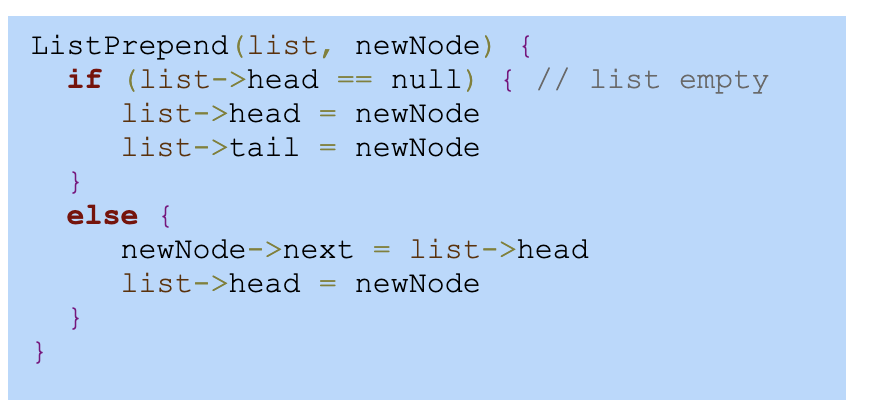 ListPrepend(list, newNode) {
if (list->head == null) { // list empty
list->head = newNode
list->tail = newNode
}
else {
newNode->next = list->head
list->head = newNode
}
}